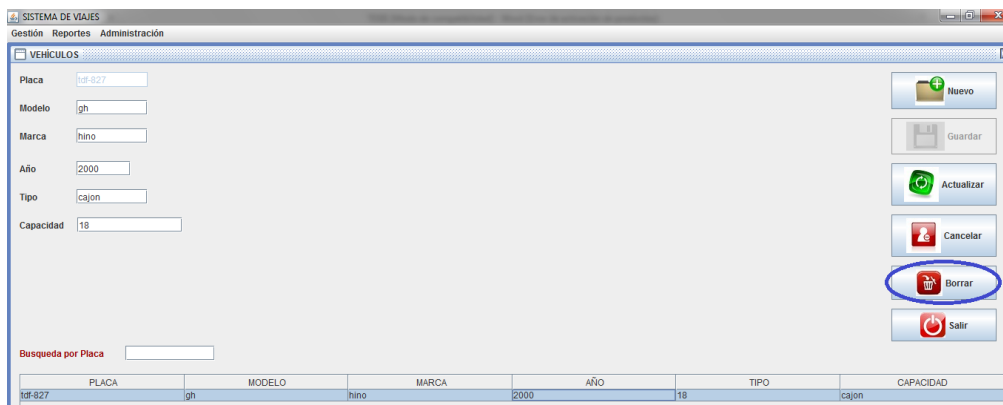 SISTEMA DE VIAJES
Gestión Reportes Administración
VEHÍCULOS
Placa tdf-827
Modelo gh
Marca hino
Año 2000
Tipo cajon
Capacidad 18
Nuevo
Guardar
Actualizar
Cancelar
Borrar
Salir
Busqueda por Placa
PLACA MODELO MARCA AÑO TIPO CAPACIDAD
tdf-827 gh hino 2000 18 cajon